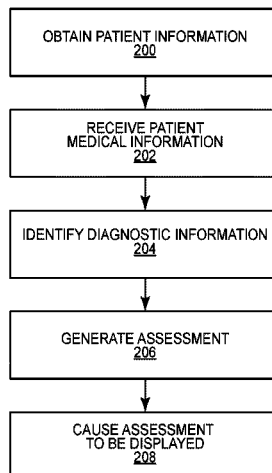 OBTAIN PATIENT INFORMATION
200
RECEIVE PATIENT
MEDICAL INFORMATION
202
IDENTIFY DIAGNOSTIC INFORMATION
204
GENERATE ASSESSMENT
206
CAUSE ASSESSMENT
TO BE DISPLAYED
208